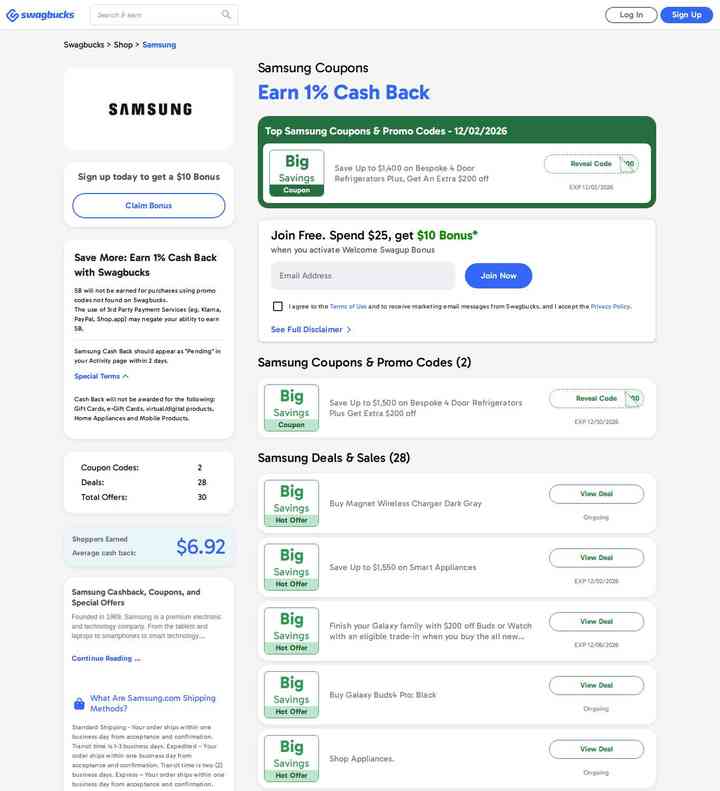 swagbucks
Search & earn
Log In
Sign Up
Swagbucks > Shop > Samsung
SAMSUNG
Sign up today to get a $10 Bonus
Claim Bonus
Save More: Earn 1% Cash Back
with Swagbucks
SB will not be earned for purchases using promo
codes not found on Swagbucks.
The use of 3rd Party Payment Services (eg. Klarna,
PayPal, Shop.app) may negate your ability to earn
SB.
Samsung Cash Back should appear as "Pending" in
your Activity page within 2 days.
Special Terms
Cash Back will not be awarded for the following:
Gift Cards, e-Gift Cards, virtual/digital products,
Home Appliances and Mobile Products.
Coupon Codes: 2
Deals: 28
Total Offers: 30
Shoppers Earned
Average cash back:
$6.92
Samsung Cashback, Coupons, and
Special Offers
Founded in 1969, Samsung is a premium electronic
and technology company. From the tablets and
laptops to smartphones to smart technology...
Continue Reading ...
What Are Samsung.com Shipping
Methods?
Standard Shipping - Your order ships within one
business day from acceptance and confirmation.
Transit time is 1-3 business days. Expedited – Your
order ships within one business day from
acceptance and confirmation. Transit time is two (2)
business days. Express – Your order ships within one
business day from acceptance and confirmation.
Samsung Coupons
Earn 1% Cash Back
Top Samsung Coupons & Promo Codes - 12/02/2026
Big
Savings
Coupon
Save Up to $1,400 on Bespoke 4 Door
Refrigerators Plus, Get An Extra $200 off
Reveal Code
00
EXP 12/02/2026
Join Free. Spend $25, get $10 Bonus*
when you activate Welcome Swagup Bonus
Email Address
Join Now
I agree to the Terms of Use and to receive marketing email messages from Swagbucks, and I accept the Privacy Policy.
See Full Disclaimer
Samsung Coupons & Promo Codes (2)
Big
Savings
Coupon
Save Up to $1,500 on Bespoke 4 Door Refrigerators
Plus Get Extra $200 off
Reveal Code
00
EXP 12/30/2026
Samsung Deals & Sales (28)
Big
Savings
Hot Offer
Buy Magnet Wireless Charger Dark Gray
View Deal
Ongoing
Big
Savings
Hot Offer
Save Up to $1,550 on Smart Appliances
View Deal
EXP 12/02/2026
Big
Savings
Hot Offer
Finish your Galaxy family with $200 off Buds or Watch
with an eligible trade-in when you buy the all new...
View Deal
EXP 12/06/2026
Big
Savings
Hot Offer
Buy Galaxy Buds4 Pro: Black
View Deal
Ongoing
Big
Savings
Hot Offer
Shop Appliances.
View Deal
Ongoing